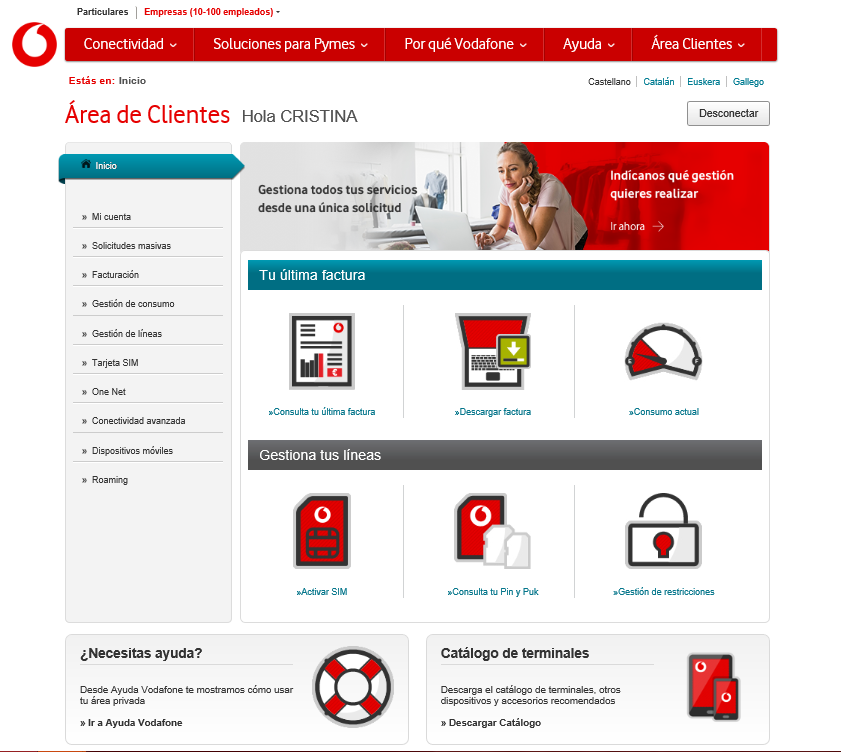 Particulares | Empresas (10-100 empleados)
Conectividad Soluciones para Pymes Por qué Vodafone Ayuda Área Clientes
Estás en: Inicio
Castellano | Catalán | Euskera | Gallego
Área de Clientes Hola CRISTINA
Desconectar
Inicio
» Mi cuenta
» Solicitudes masivas
» Facturación
» Gestión de consumo
» Gestión de líneas
» Tarjeta SIM
» One Net
» Conectividad avanzada
» Dispositivos móviles
» Roaming
Gestiona todos tus servicios
desde una única solicitud
Indícanos qué gestión
quieres realizar
Ir ahora →
Tu última factura
»Consulta tu última factura
»Descargar factura
»Consumo actual
Gestiona tus líneas
»Activar SIM
»Consulta tu Pin y Puk
»Gestión de restricciones
¿Necesitas ayuda?
Desde Ayuda Vodafone te mostramos cómo usar
tu área privada
» Ir a Ayuda Vodafone
Catálogo de terminales
Descarga el catálogo de terminales, otros
dispositivos y accesorios recomendados
» Descargar Catálogo